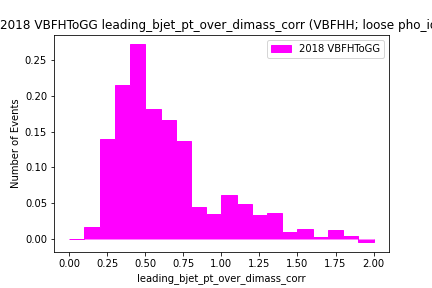 2018 VBFHToGG leading_bjet_pt_over_dimass_corr (VBFHH; loose pho_id
2018 VBFHToGG
Number of Events
0.25
0.20
0.15
0.10
0.05
0.00
0.00 0.25 0.50 0.75 1.00 1.25 1.50 1.75 2.00
leading_bjet_pt_over_dimass_corr